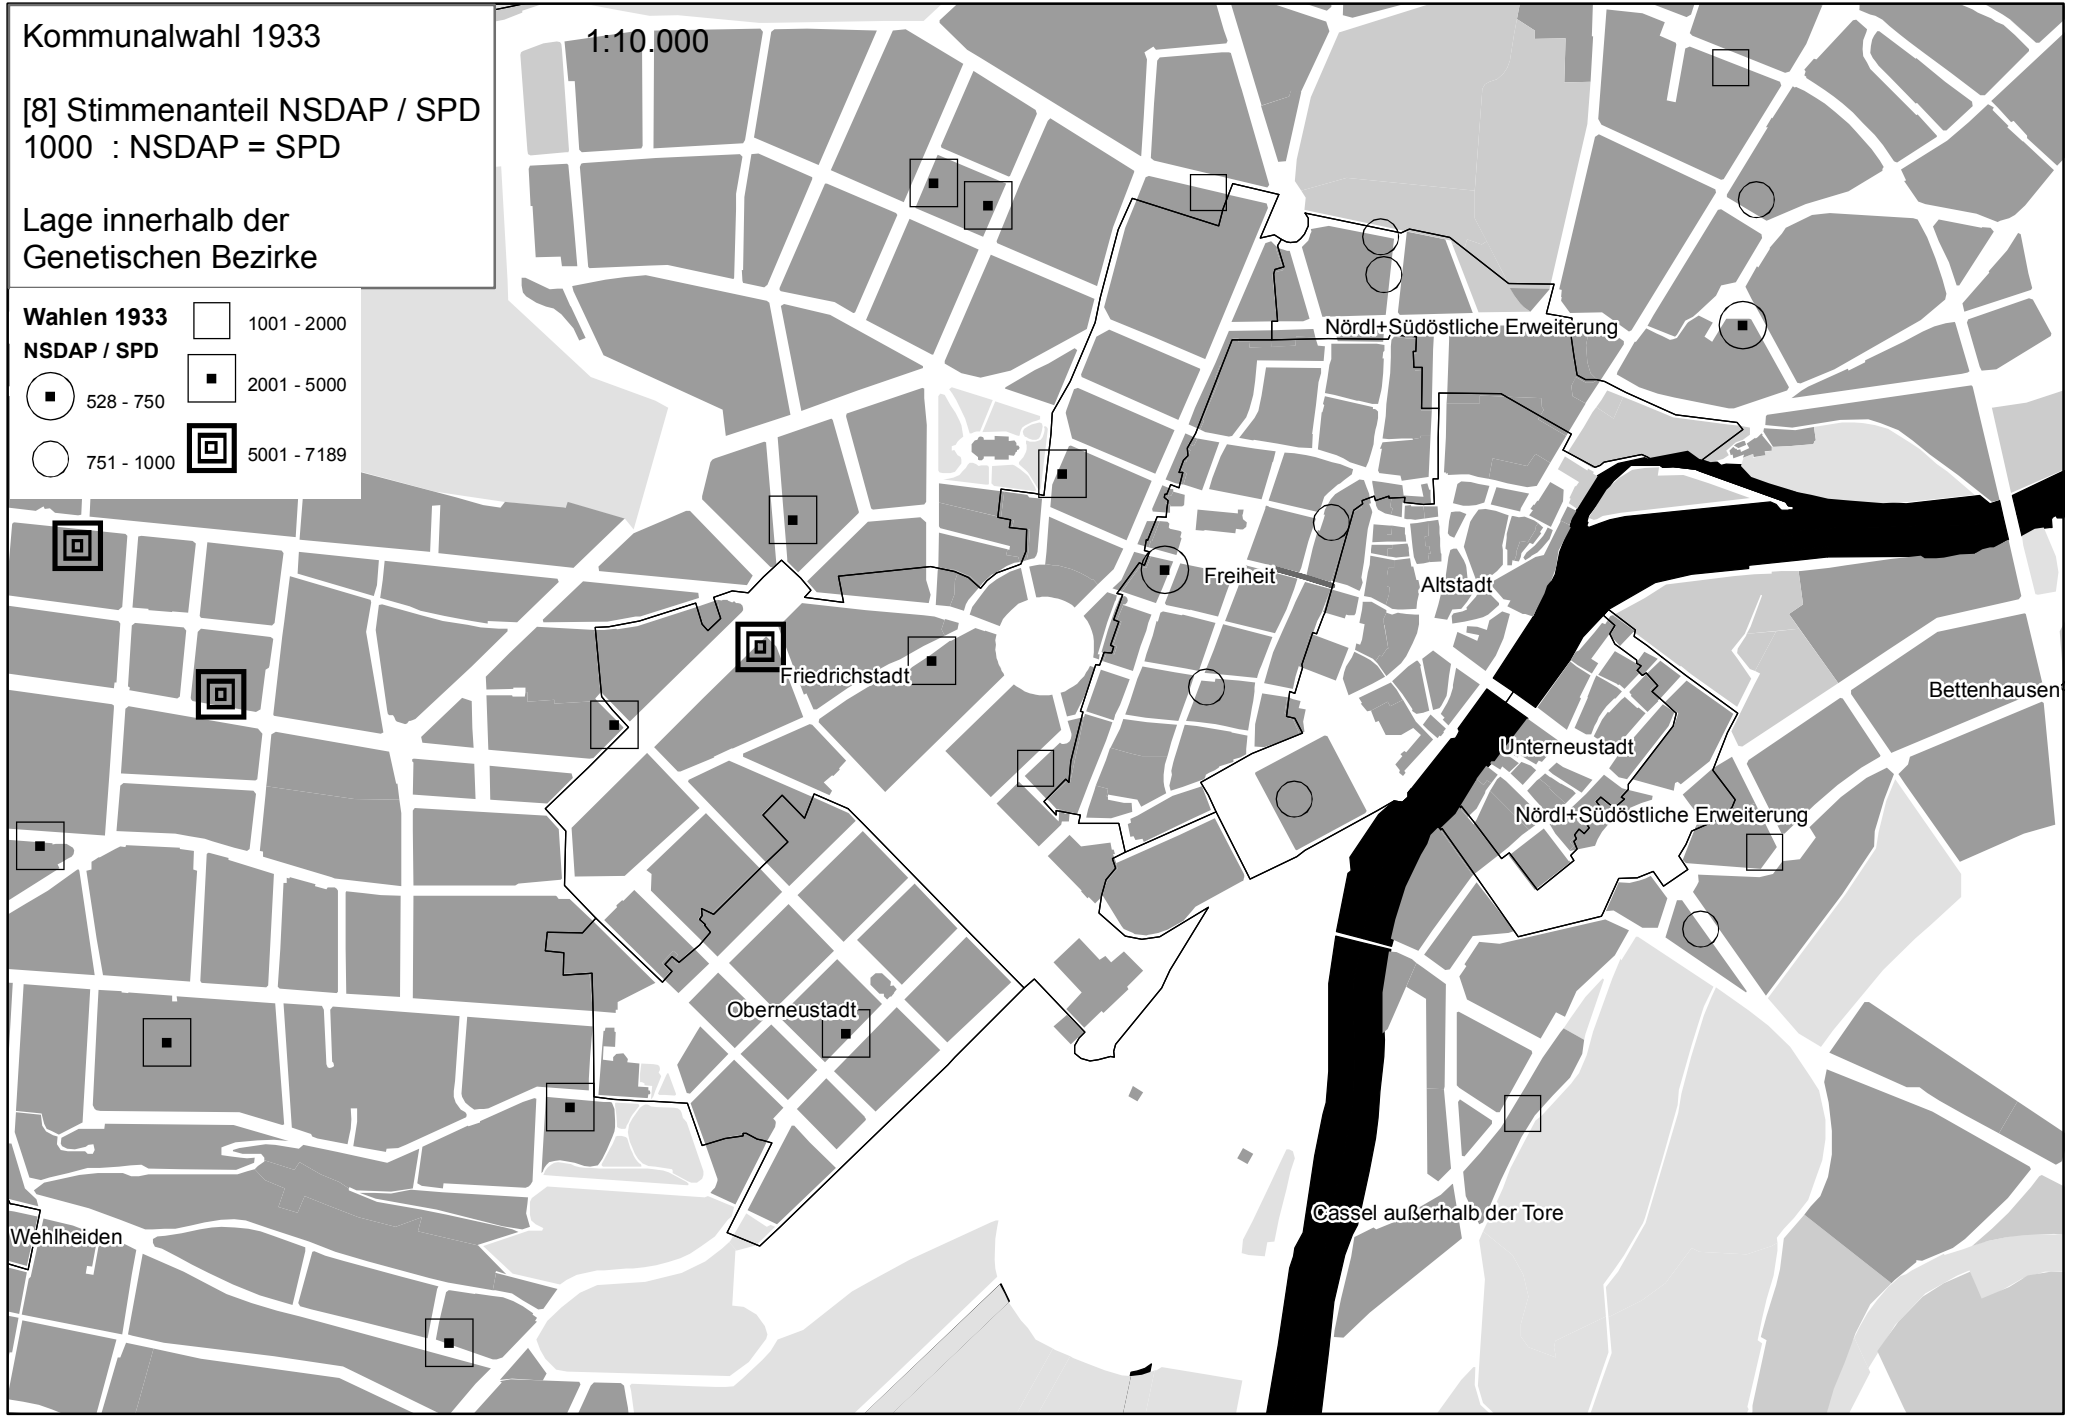 Kommunalwahl 1933
1:10.000
[8] Stimmenanteil NSDAP / SPD
1000 : NSDAP = SPD
Lage innerhalb der
Genetischen Bezirke
Wahlen 1933
NSDAP / SPD
528 - 750
751 - 1000
1001 - 2000
2001 - 5000
5001 - 7189
Nördl+Südöstliche Erweiterung
Freiheit
Altstadt
Friedrichstadt
Bettenhausen
Unterneustadt
Nördl+Südöstliche Erweiterung
Oberneustadt
Cassel außerhalb der Tore
Wehlheiden